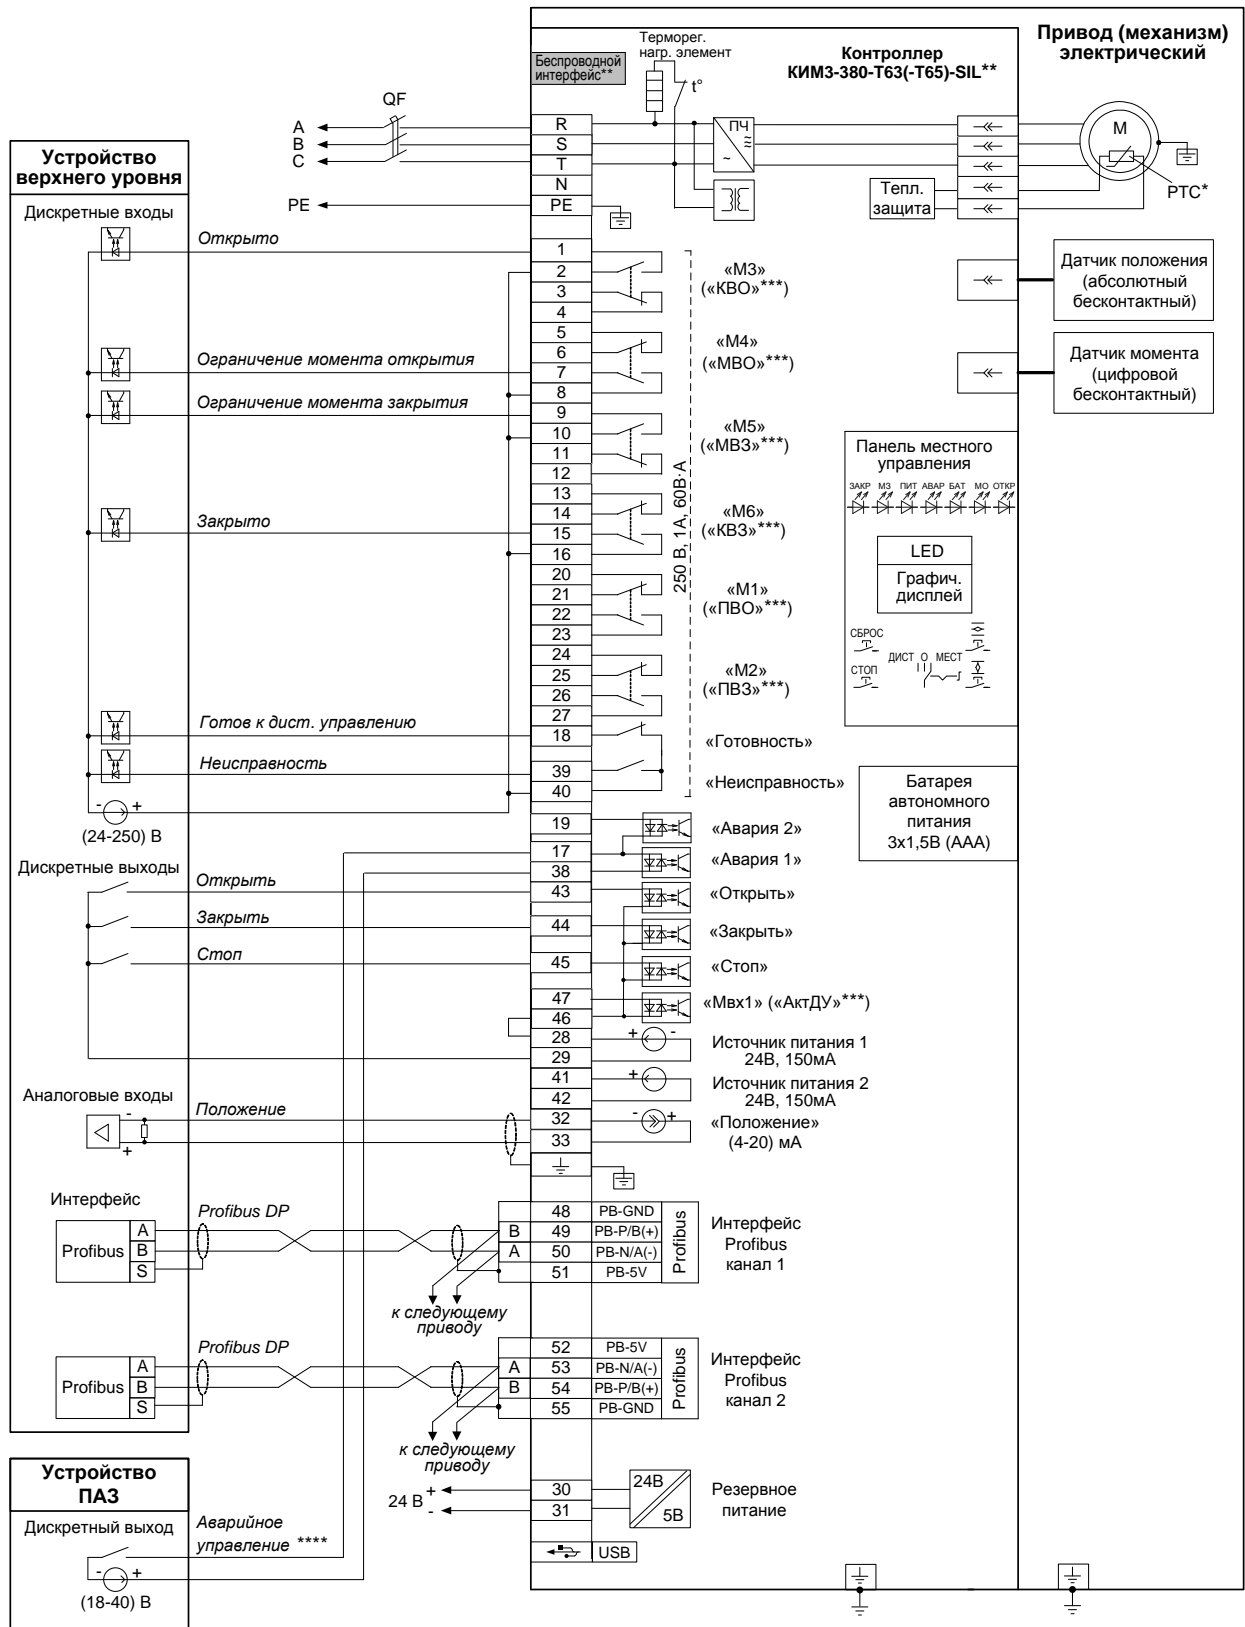 Привод (механизм)
электрический
Контроллер
КИМ3-380-Т63(-Т65)-SIL**
Беспроводной
интерфейс**
Терморег.
нагр. элемент
t°
QF
A
B
C
PE
R
S
T
N
PE
ПЧ
≈
~
M
PTC*
Тепл.
защита
Устройство
верхнего уровня
Дискретные входы
Открыто
Ограничение момента открытия
Ограничение момента закрытия
Закрыто
Готов к дист. управлению
Неисправность
- +
(24-250) В
1
2
3
4
5
6
7
8
9
10
11
12
13
14
15
16
20
21
22
23
24
25
26
27
18
39
40
250 В, 1А, 60В·А
«М3»
(«КВО»***)
«М4»
(«МВО»***)
«М5»
(«МВЗ»***)
«М6»
(«КВЗ»***)
«М1»
(«ПВО»***)
«М2»
(«ПВЗ»***)
«Готовность»
«Неисправность»
Датчик положения
(абсолютный
бесконтактный)
Датчик момента
(цифровой
бесконтактный)
Панель местного
управления
ЗАКР МЗ ПИТ АВАР БАТ МО ОТКР
LED
Графич.
дисплей
СБРОС
СТОП
ДИСТ О МЕСТ
Батарея
автономного
питания
3х1,5В (ААА)
Дискретные выходы
Открыть
Закрыть
Стоп
19
17
38
43
44
45
47
46
28
29
41
42
32
33
«Авария 2»
«Авария 1»
«Открыть»
«Закрыть»
«Стоп»
«Мвх1» («АктДУ»***)
+ -
Источник питания 1
24В, 150мА
+
Источник питания 2
24В, 150мА
- +
«Положение»
(4-20) мА
Аналоговые входы
-
+
Положение
Интерфейс
Profibus
A
B
S
Profibus DP
B
A
48 PB-GND
49 PB-P/B(+)
50 PB-N/A(-)
51 PB-5V
Profibus
Интерфейс
Profibus
канал 1
к следующему
приводу
Profibus
A
B
S
Profibus DP
A
B
52 PB-5V
53 PB-N/A(-)
54 PB-P/B(+)
55 PB-GND
Profibus
Интерфейс
Profibus
канал 2
к следующему
приводу
24 В
+
-
30
31
24В
5В
Резервное
питание
USB
Устройство
ПАЗ
Дискретный выход
- +
(18-40) В
Аварийное
управление ****